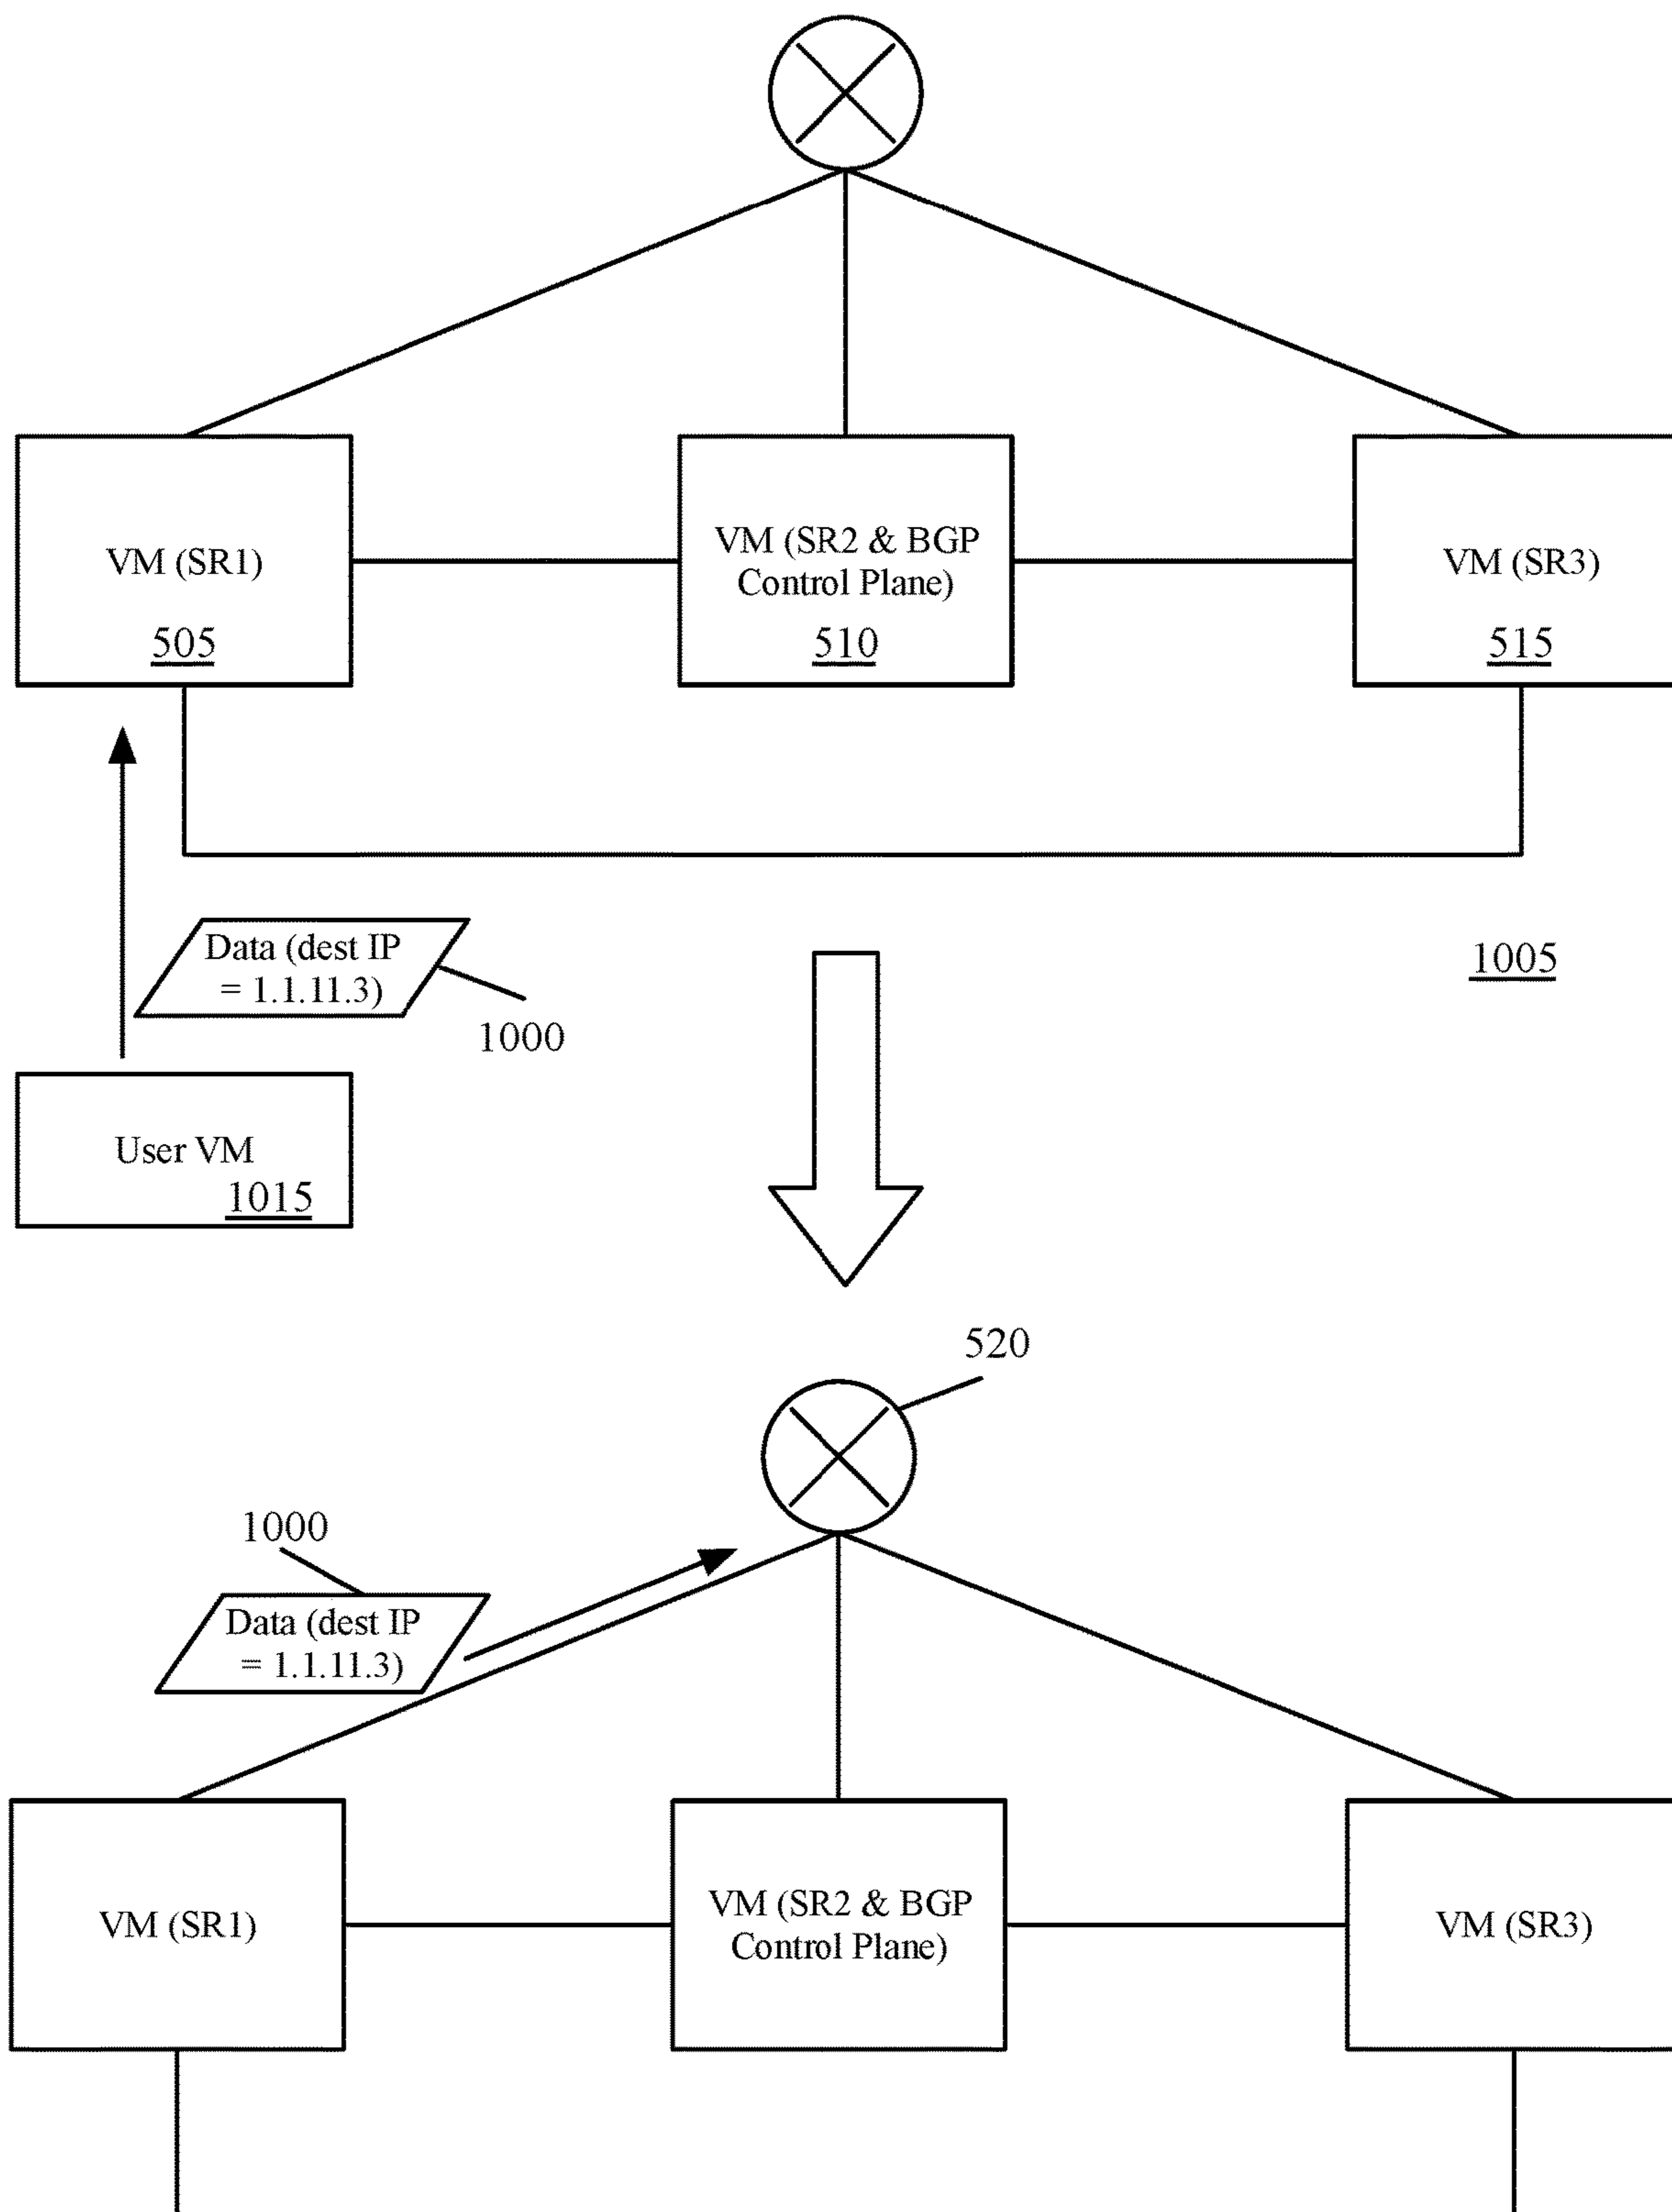 VM (SR1)
505
VM (SR2 & BGP
Control Plane)
510
VM (SR3)
515
Data (dest IP
= 1.1.11.3)
1000
1005
User VM
1015
520
1000
Data (dest IP
= 1.1.11.3)
VM (SR1)
VM (SR2 & BGP
Control Plane)
VM (SR3)